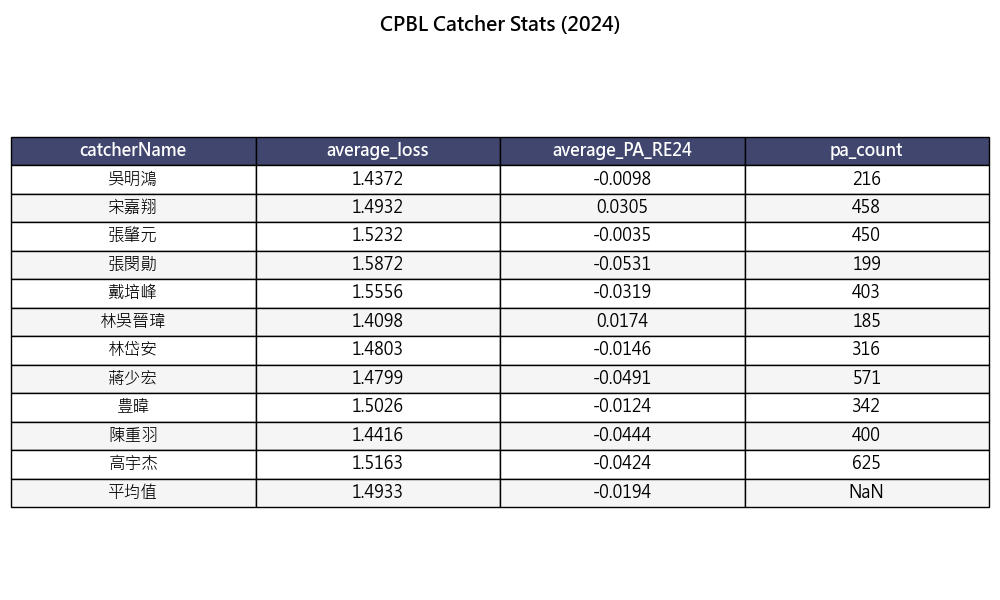 CPBL Catcher Stats (2024)
catcherName average_loss average_PA_RE24 pa_count
吳明鴻 1.4372 -0.0098 216
宋嘉翔 1.4932 0.0305 458
張肇元 1.5232 -0.0035 450
張閔勛 1.5872 -0.0531 199
戴培峰 1.5556 -0.0319 403
林吳晉瑋 1.4098 0.0174 185
林岱安 1.4803 -0.0146 316
蔣少宏 1.4799 -0.0491 571
豊暐 1.5026 -0.0124 342
陳重羽 1.4416 -0.0444 400
高宇杰 1.5163 -0.0424 625
平均值 1.4933 -0.0194 NaN